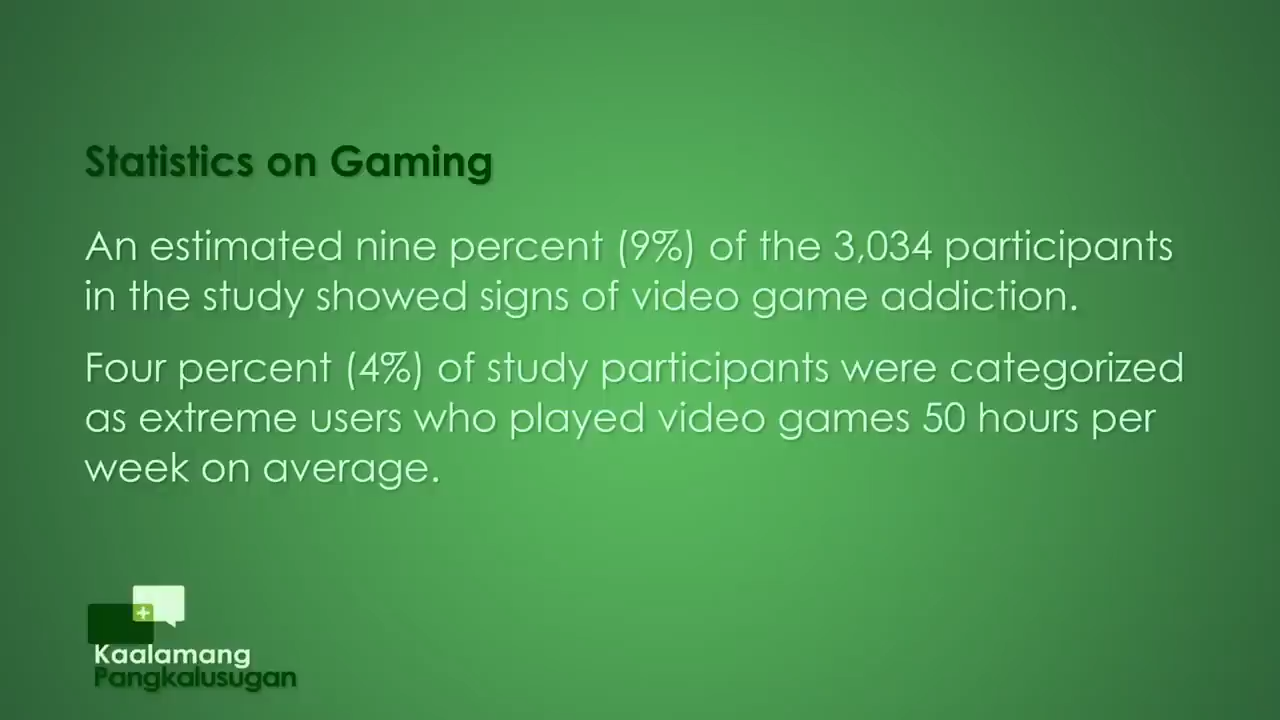 Statistics on Gaming
An estimated nine percent (9%) of the 3,034 participants
in the study showed signs of video game addiction.
Four percent (4%) of study participants were categorized
as extreme users who played video games 50 hours per
week on average.
Kaalamang
Pangkalusugan